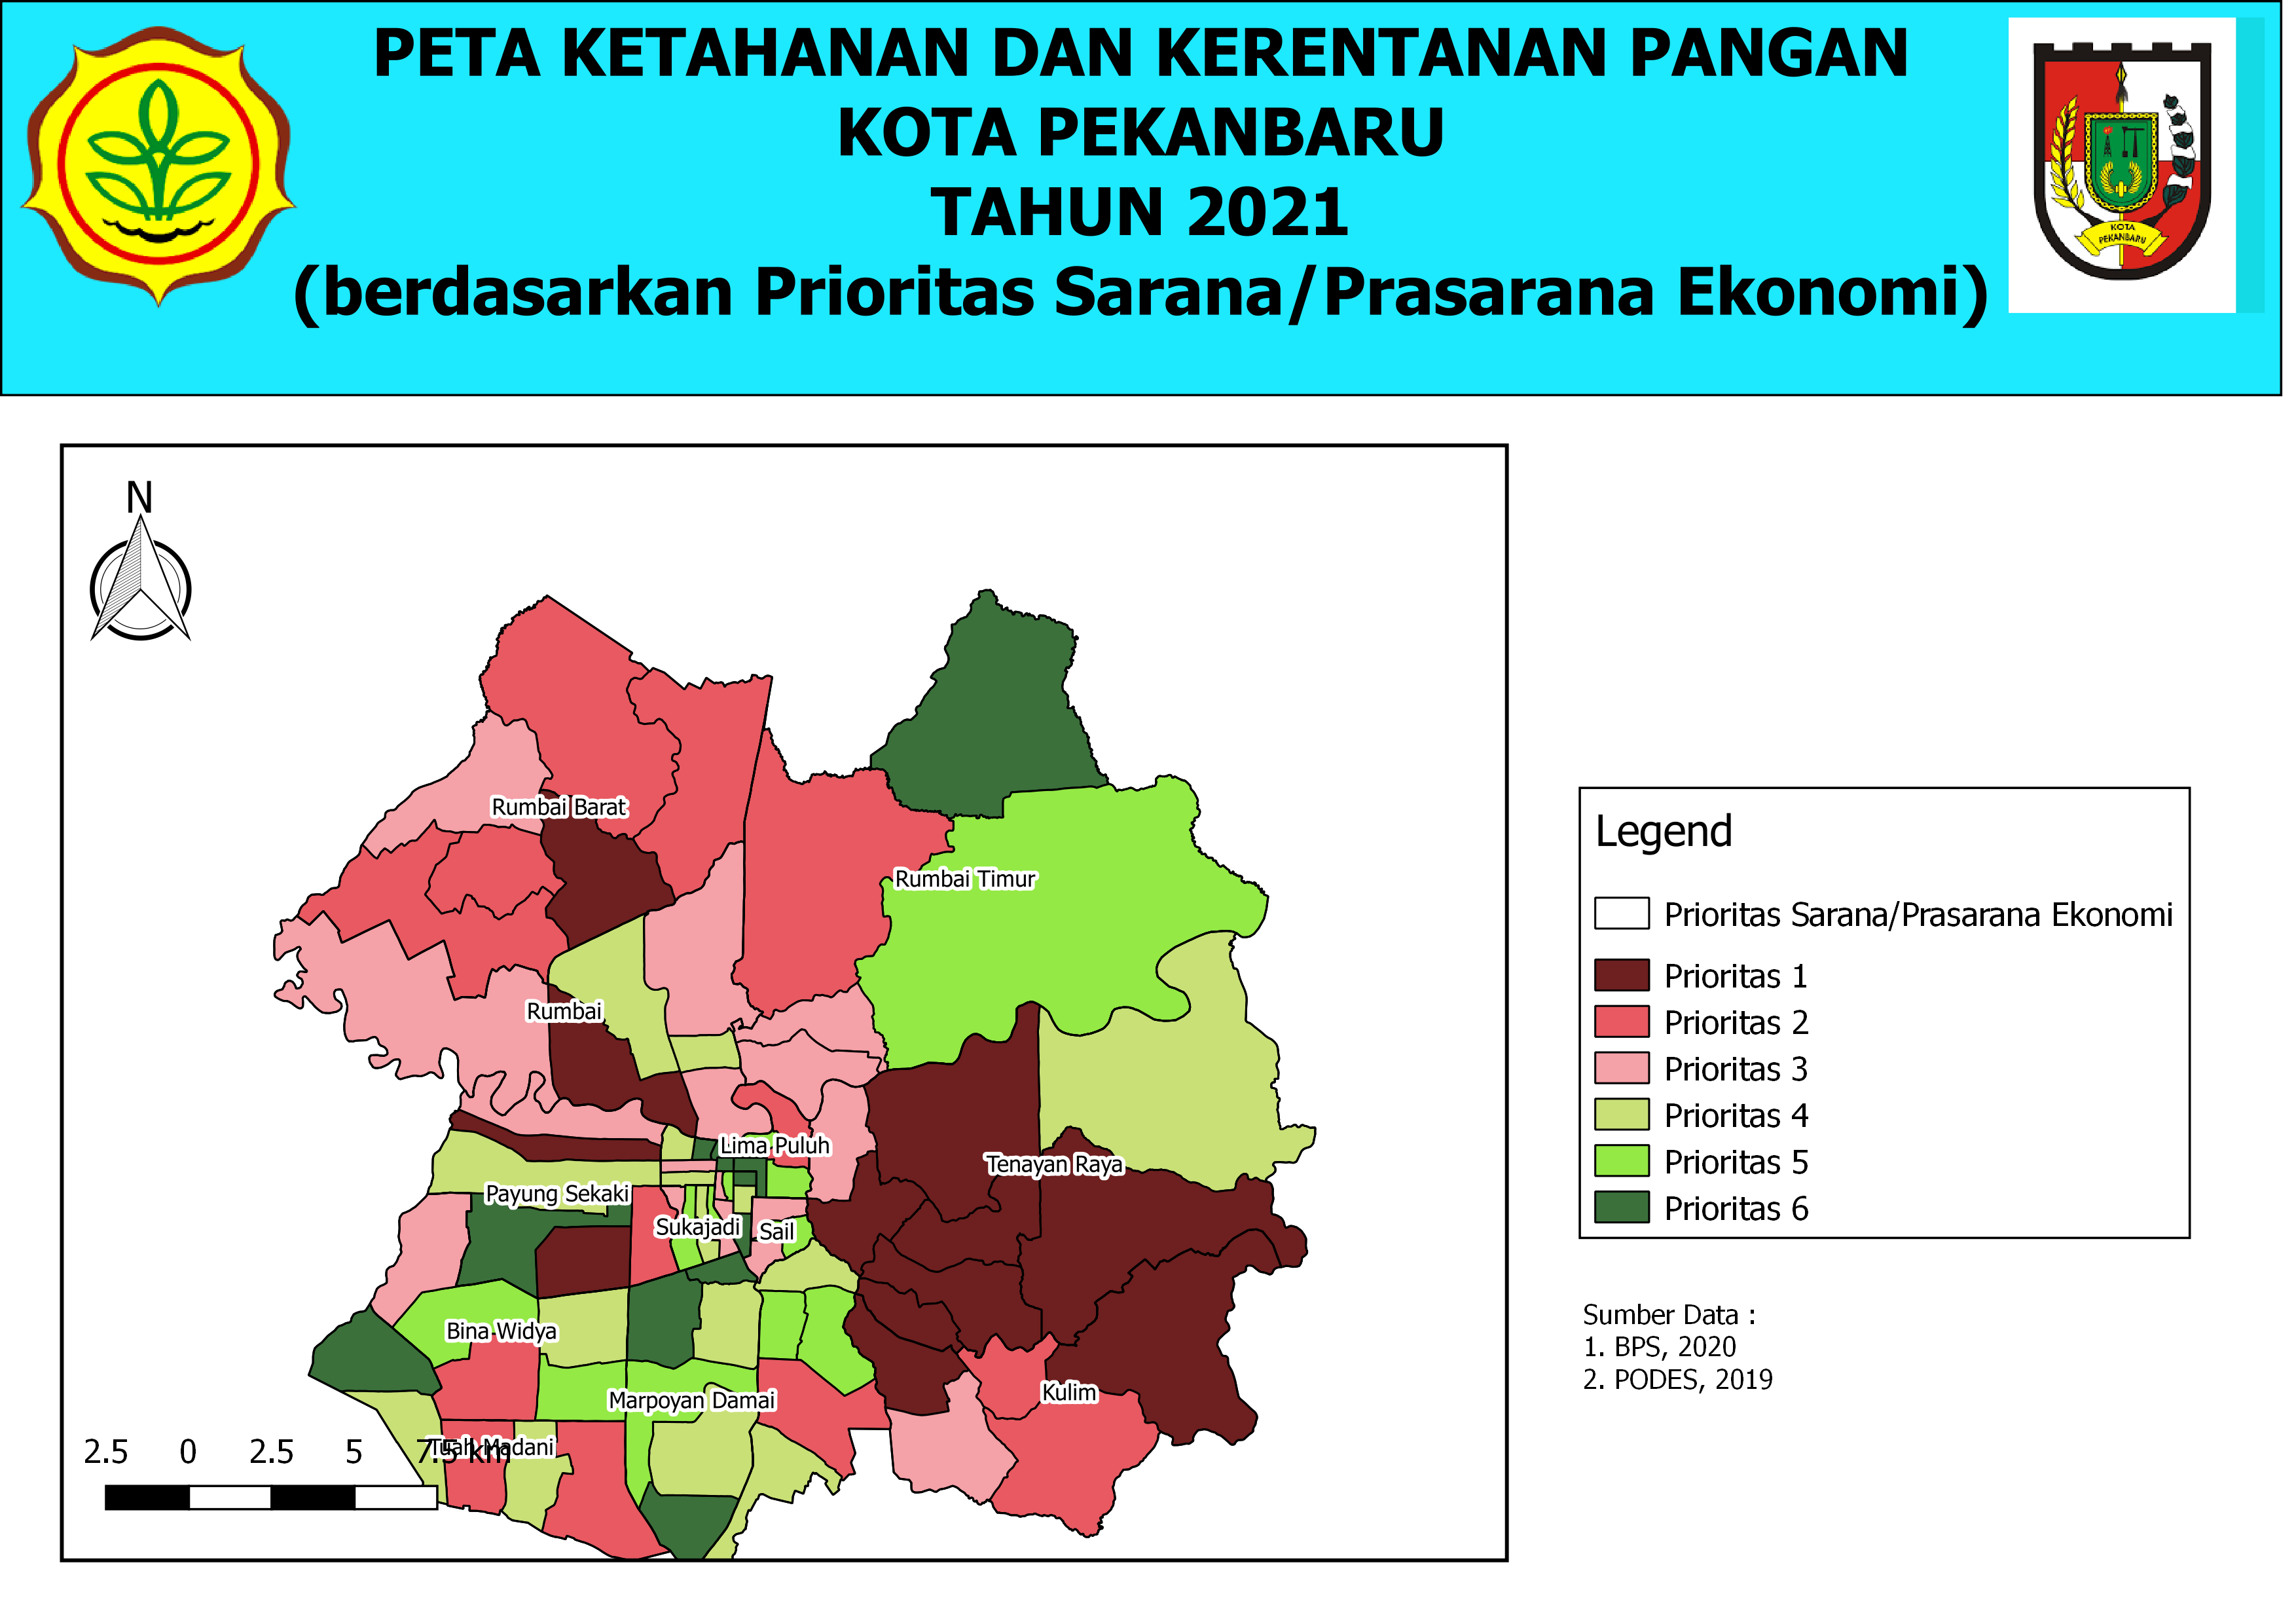 PETA KETAHANAN DAN KERENTANAN PANGAN
KOTA PEKANBARU
TAHUN 2021
(berdasarkan Prioritas Sarana/Prasarana Ekonomi)
KOTA
PEKANBARU
N
Rumbai Barat
Rumbai Timur
Rumbai
Lima Puluh
Tenayan Raya
Payung Sekaki
Sukajadi
Sail
Bina Widya
Marpoyan Damai
Kulim
Tuah Madani
2.5 0 2.5 5 7.5 km
Legend
Prioritas Sarana/Prasarana Ekonomi
Prioritas 1
Prioritas 2
Prioritas 3
Prioritas 4
Prioritas 5
Prioritas 6
Sumber Data :
1. BPS, 2020
2. PODES, 2019